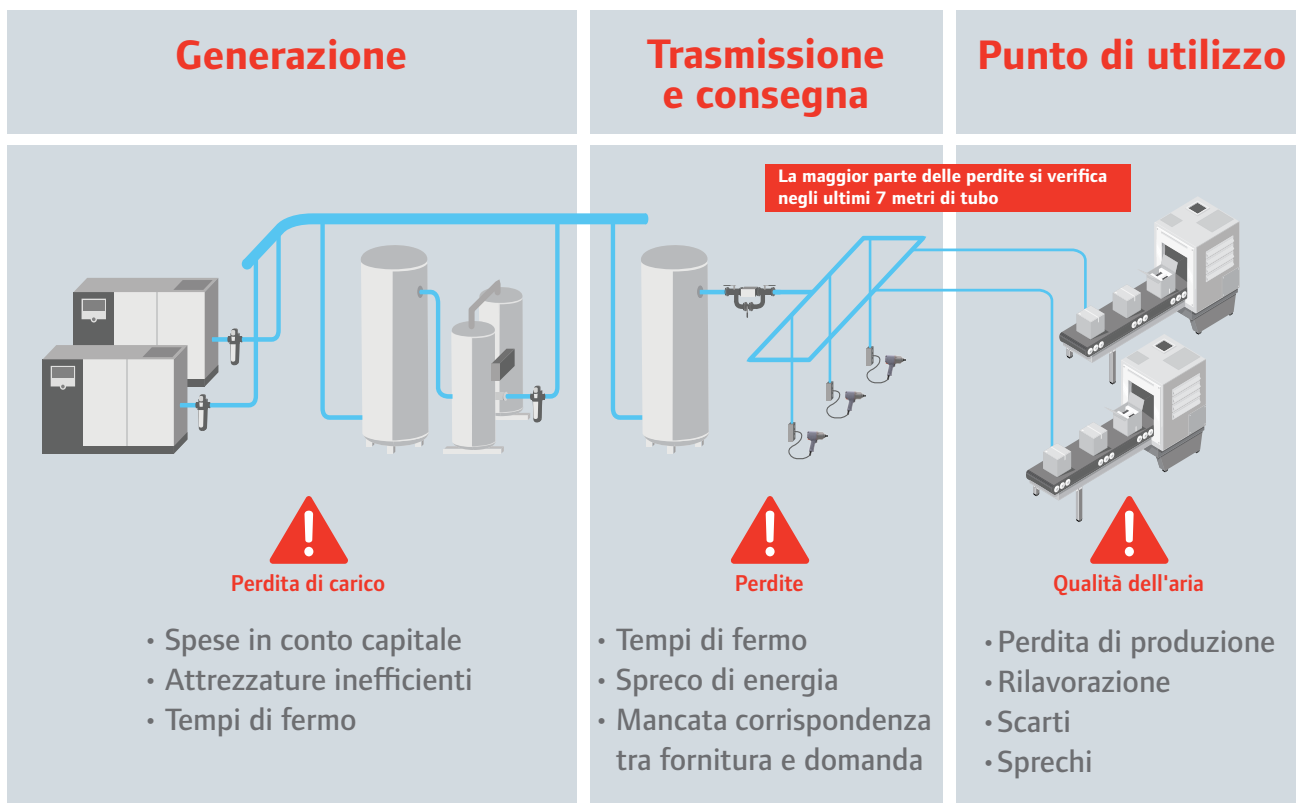 Generazione
Trasmissione
e consegna
Punto di utilizzo
La maggior parte delle perdite si verifica
negli ultimi 7 metri di tubo
Perdita di carico
• Spese in conto capitale
• Attrezzature inefficienti
• Tempi di fermo
Perdite
• Tempi di fermo
• Spreco di energia
• Mancata corrispondenza
tra fornitura e domanda
Qualità dell'aria
• Perdita di produzione
• Rilavorazione
• Scarti
• Sprechi